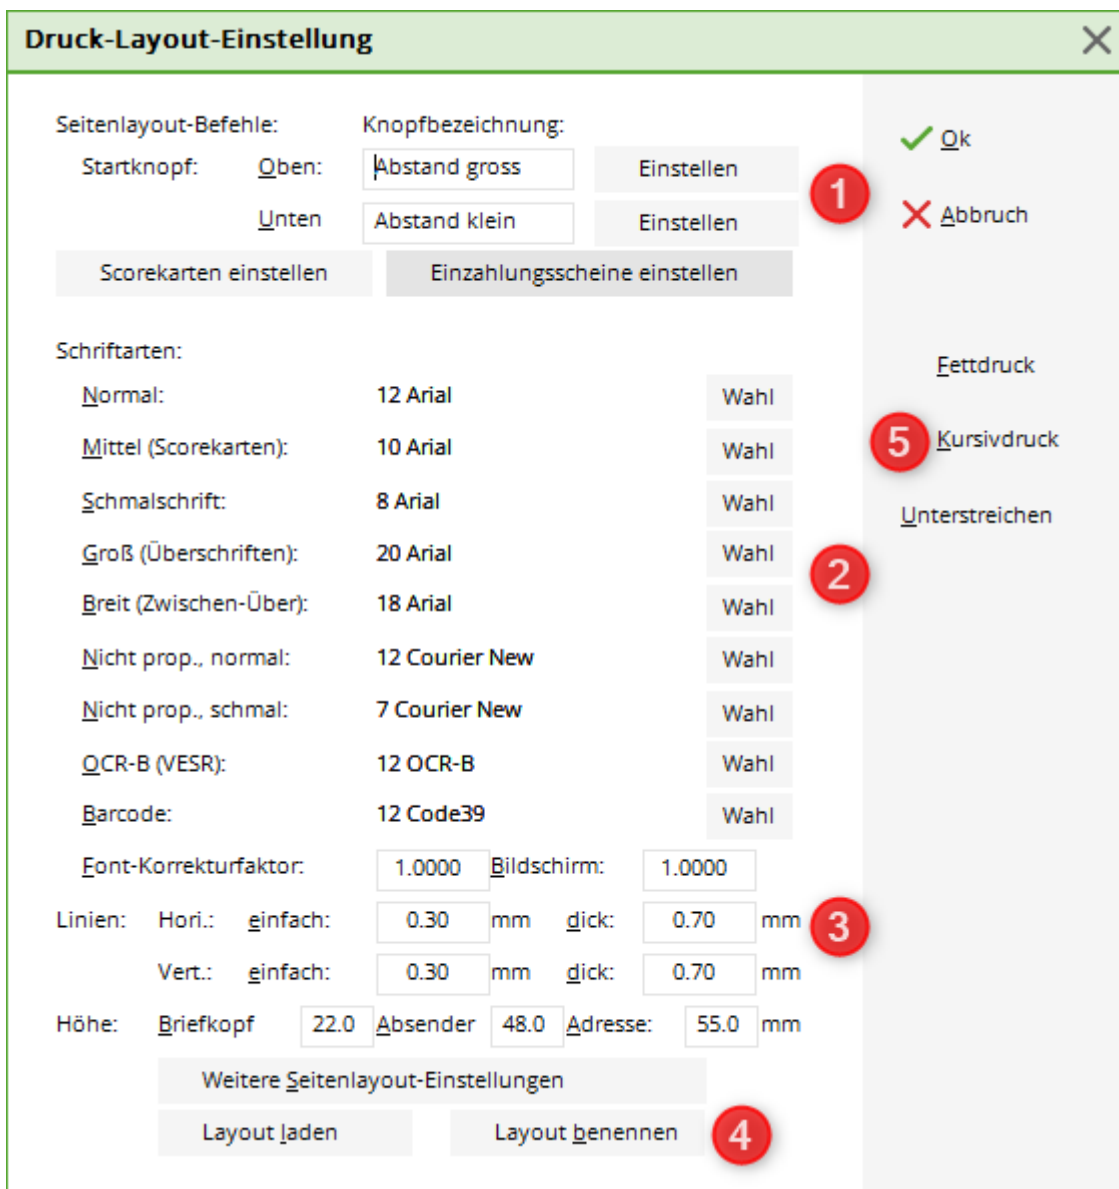 Druck-Layout-Einstellung
Seitenlayout-Befehle: Knopfbezeichnung:
Startknopf: Oben: Abstand gross Einstellen
Unten Abstand klein Einstellen
1
Ok
Abbruch
Scorekarten einstellen Einzahlungsscheine einstellen
Schriftarten:
Normal: 12 Arial Wahl
Mittel (Scorekarten): 10 Arial Wahl
Schmalschrift: 8 Arial Wahl
Groß (Überschriften): 20 Arial Wahl
Breit (Zwischen-Über): 18 Arial Wahl
2
Nicht prop., normal: 12 Courier New Wahl
Nicht prop., schmal: 7 Courier New Wahl
OCR-B (VESR): 12 OCR-B Wahl
Barcode: 12 Code39 Wahl
Fettdruck
5 Kursivdruck
Unterstreichen
Font-Korrekturfaktor: 1.0000 Bildschirm: 1.0000
Linien: Hori.: einfach: 0.30 mm dick: 0.70 mm 3
Vert.: einfach: 0.30 mm dick: 0.70 mm
Höhe: Briefkopf 22.0 Absender 48.0 Adresse: 55.0 mm
Weitere Seitenlayout-Einstellungen
Layout laden Layout benennen 4